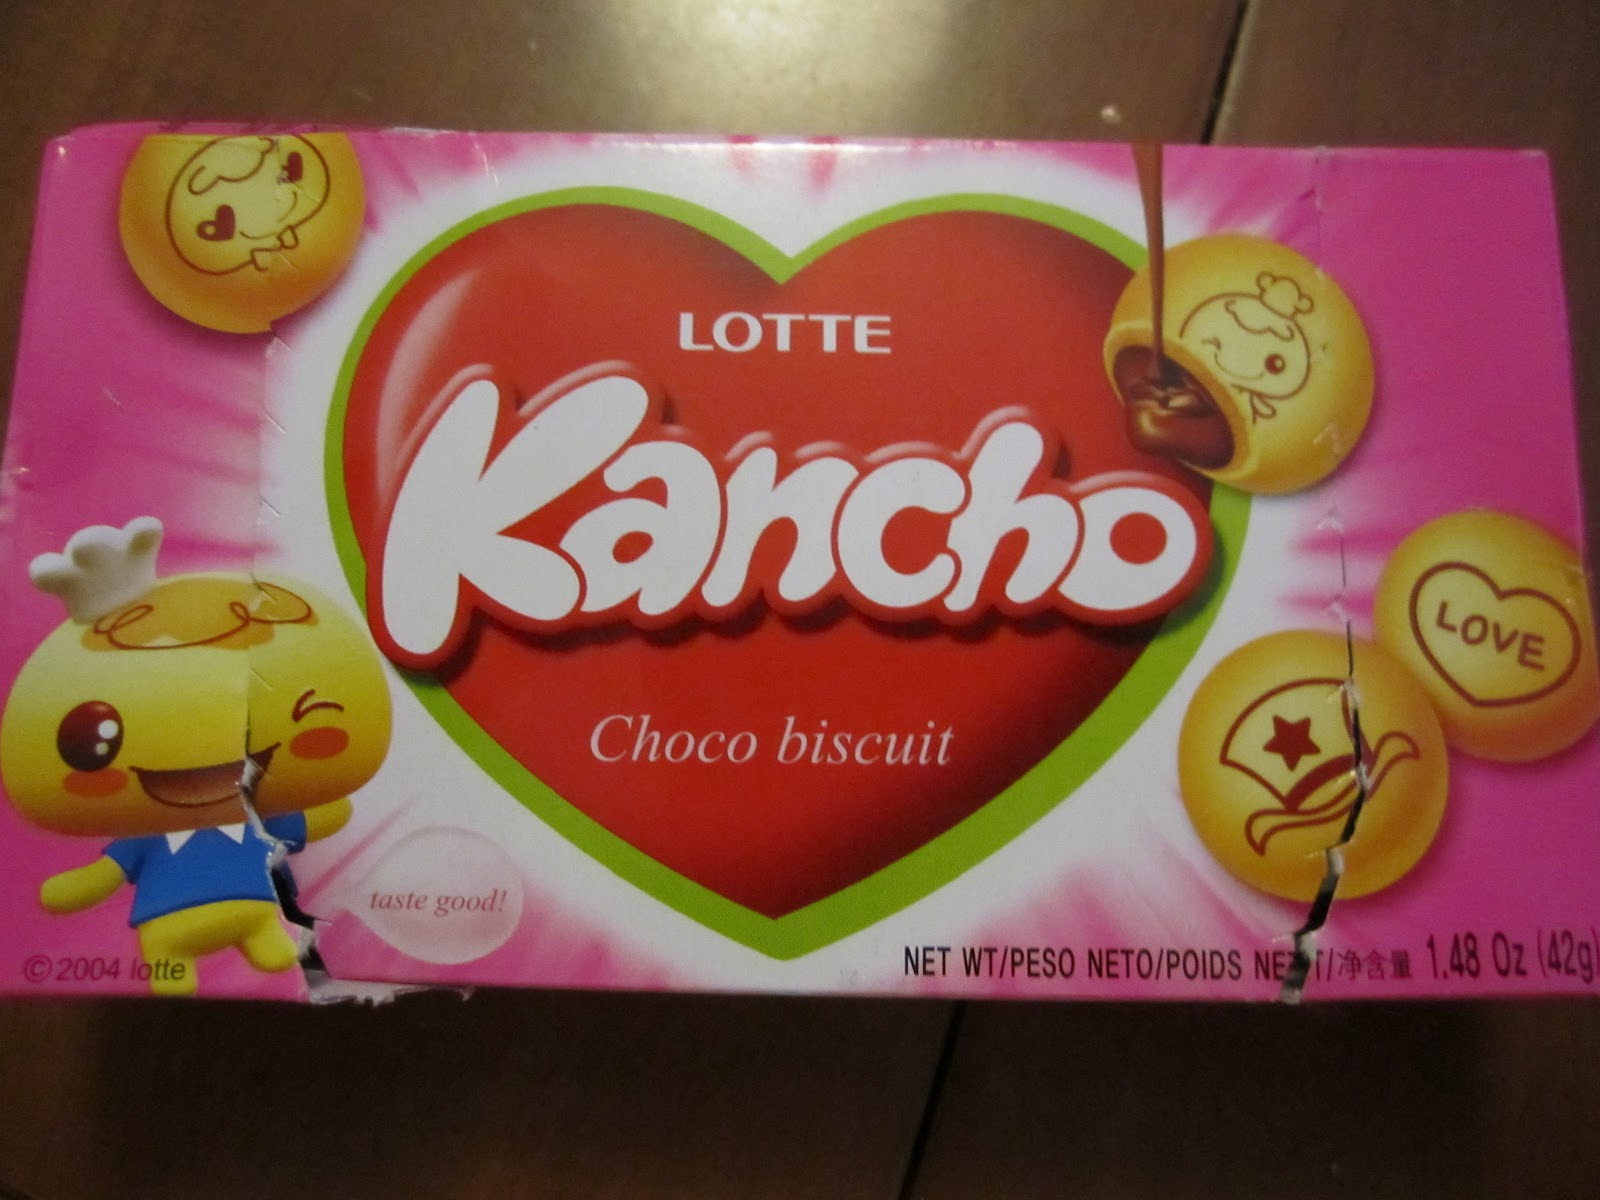 LOTTE
Kancho
Choco biscuit
LOVE
taste good!
©2004 lotte
NET WT/PESO NETO/POIDS NET/净含量 1.48 Oz (42g)